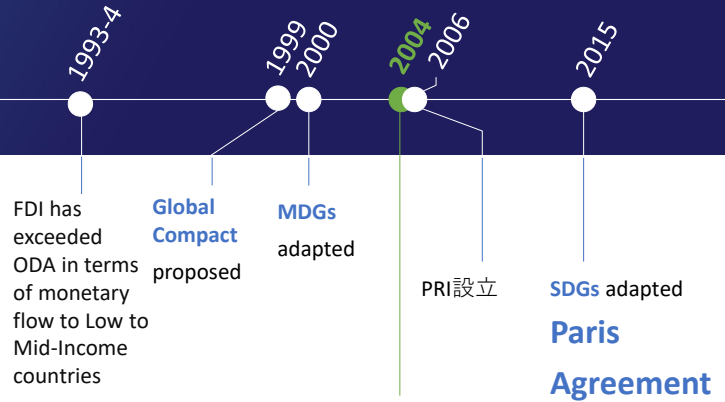 1993-4
1999
2000
2004
2006
2015
FDI has
exceeded
ODA in terms
of monetary
flow to Low to
Mid-Income
countries
Global
Compact
proposed
MDGs
adapted
PRI設立
SDGs adapted
Paris
Agreement